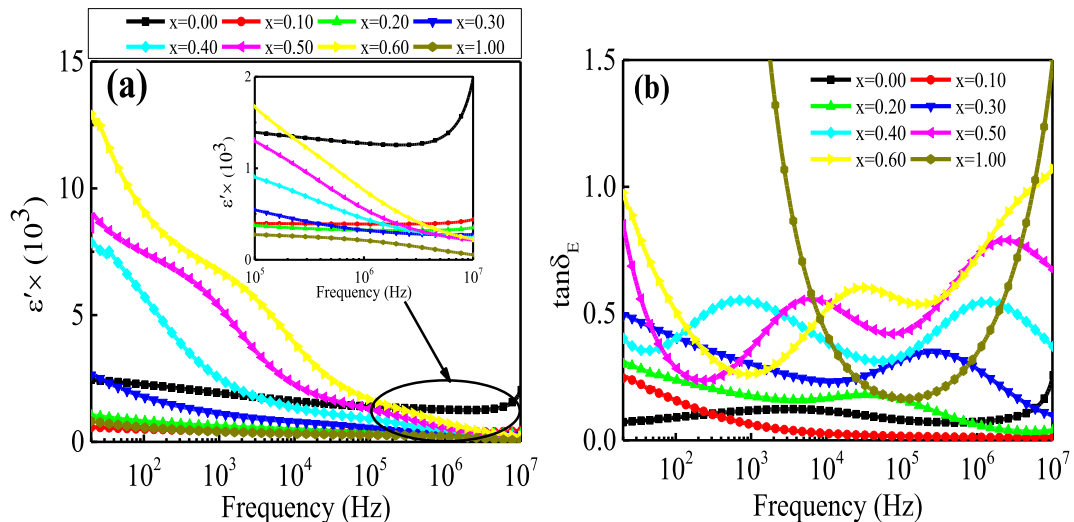 x=0.00 x=0.10 x=0.20 x=0.30
x=0.40 x=0.50 x=0.60 x=1.00
(a)
ε′× (10³)
15
10
5
0
10² 10³ 10⁴ 10⁵ 10⁶ 10⁷
Frequency (Hz)
ε′× (10³)
2
1
0
10⁵ 10⁶ 10⁷
Frequency (Hz)
(b)
x=0.00 x=0.10
x=0.20 x=0.30
x=0.40 x=0.50
x=0.60 x=1.00
tanδE
1.5
1.0
0.5
0.0
10² 10³ 10⁴ 10⁵ 10⁶ 10⁷
Frequency (Hz)